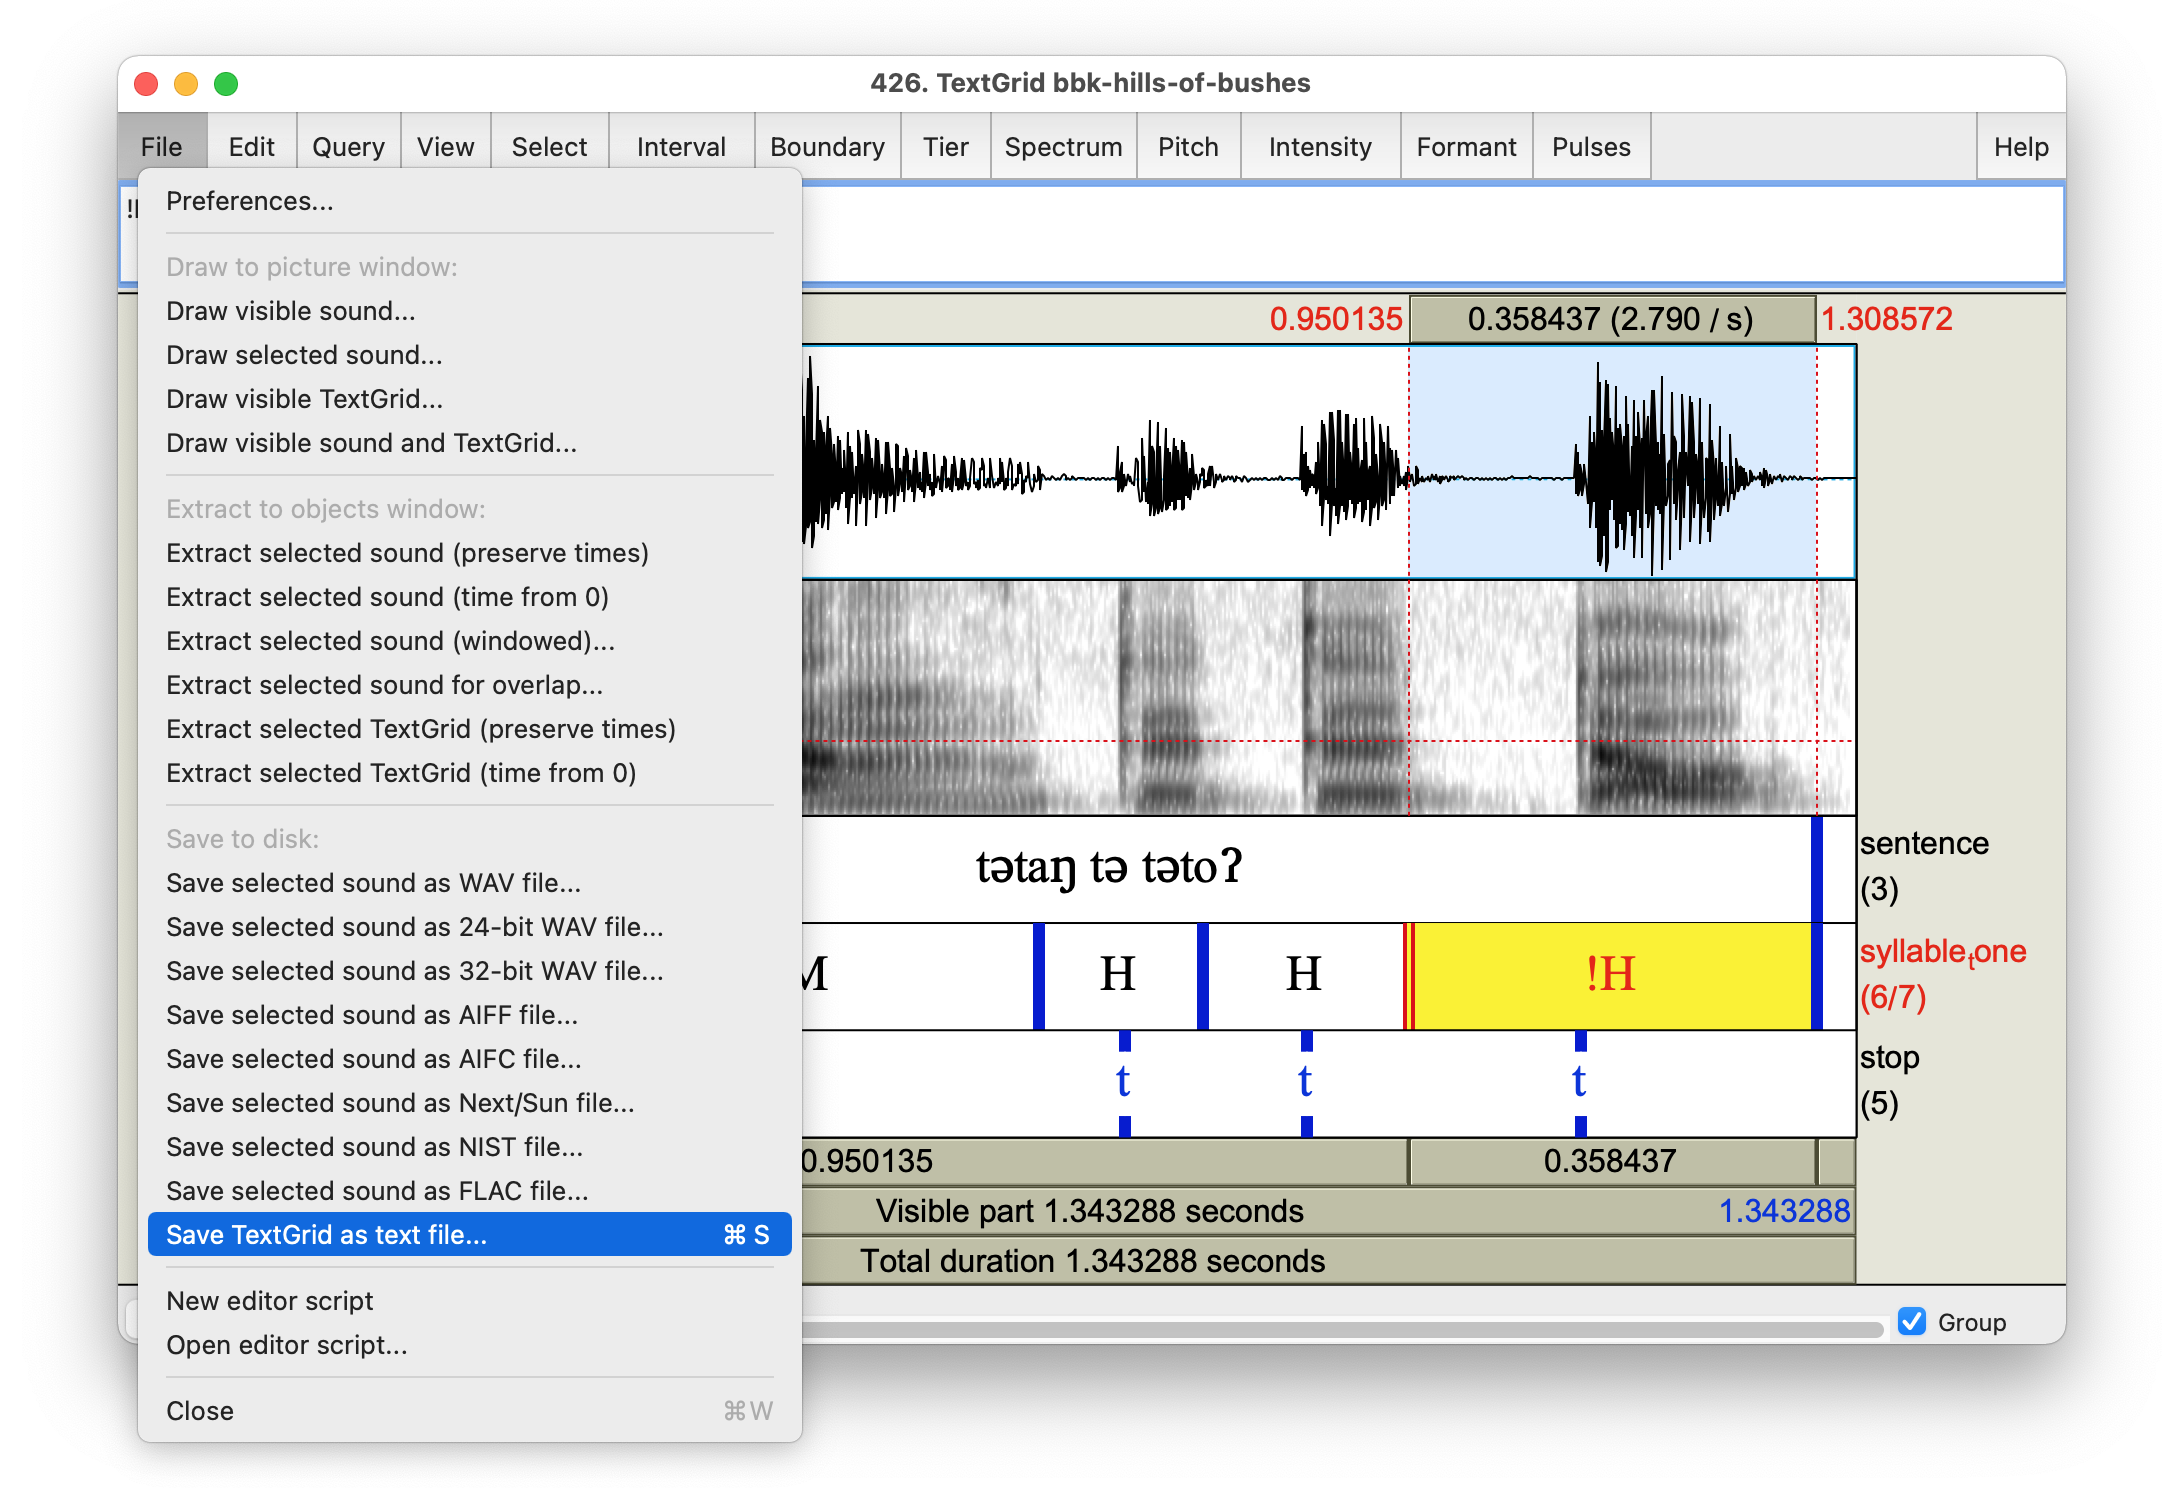 426. TextGrid bbk-hills-of-bushes
File Edit Query View Select Interval Boundary Tier Spectrum Pitch Intensity Formant Pulses Help
Preferences...
Draw to picture window:
Draw visible sound...
Draw selected sound...
Draw visible TextGrid...
Draw visible sound and TextGrid...
Extract to objects window:
Extract selected sound (preserve times)
Extract selected sound (time from 0)
Extract selected sound (windowed)...
Extract selected sound for overlap...
Extract selected TextGrid (preserve times)
Extract selected TextGrid (time from 0)
Save to disk:
Save selected sound as WAV file...
Save selected sound as 24-bit WAV file...
Save selected sound as 32-bit WAV file...
Save selected sound as AIFF file...
Save selected sound as AIFC file...
Save selected sound as Next/Sun file...
Save selected sound as NIST file...
Save selected sound as FLAC file...
Save TextGrid as text file... ⌘ S
New editor script
Open editor script...
Close ⌘W
0.950135 0.358437 (2.790 / s) 1.308572
tətaŋ tə tətoʔ
sentence
(3)
M H H !H
syllabletone
(6/7)
t t t
stop
(5)
0.950135 0.358437
Visible part 1.343288 seconds 1.343288
Total duration 1.343288 seconds
Group